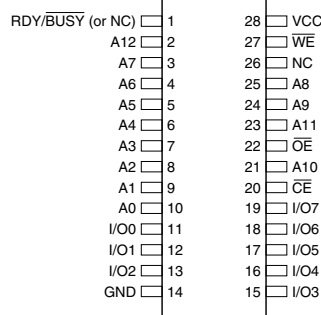 RDY/BUSY (or NC) 1 28 VCC
A12 2 27 WE
A7 3 26 NC
A6 4 25 A8
A5 5 24 A9
A4 6 23 A11
A3 7 22 OE
A2 8 21 A10
A1 9 20 CE
A0 10 19 I/O7
I/O0 11 18 I/O6
I/O1 12 17 I/O5
I/O2 13 16 I/O4
GND 14 15 I/O3